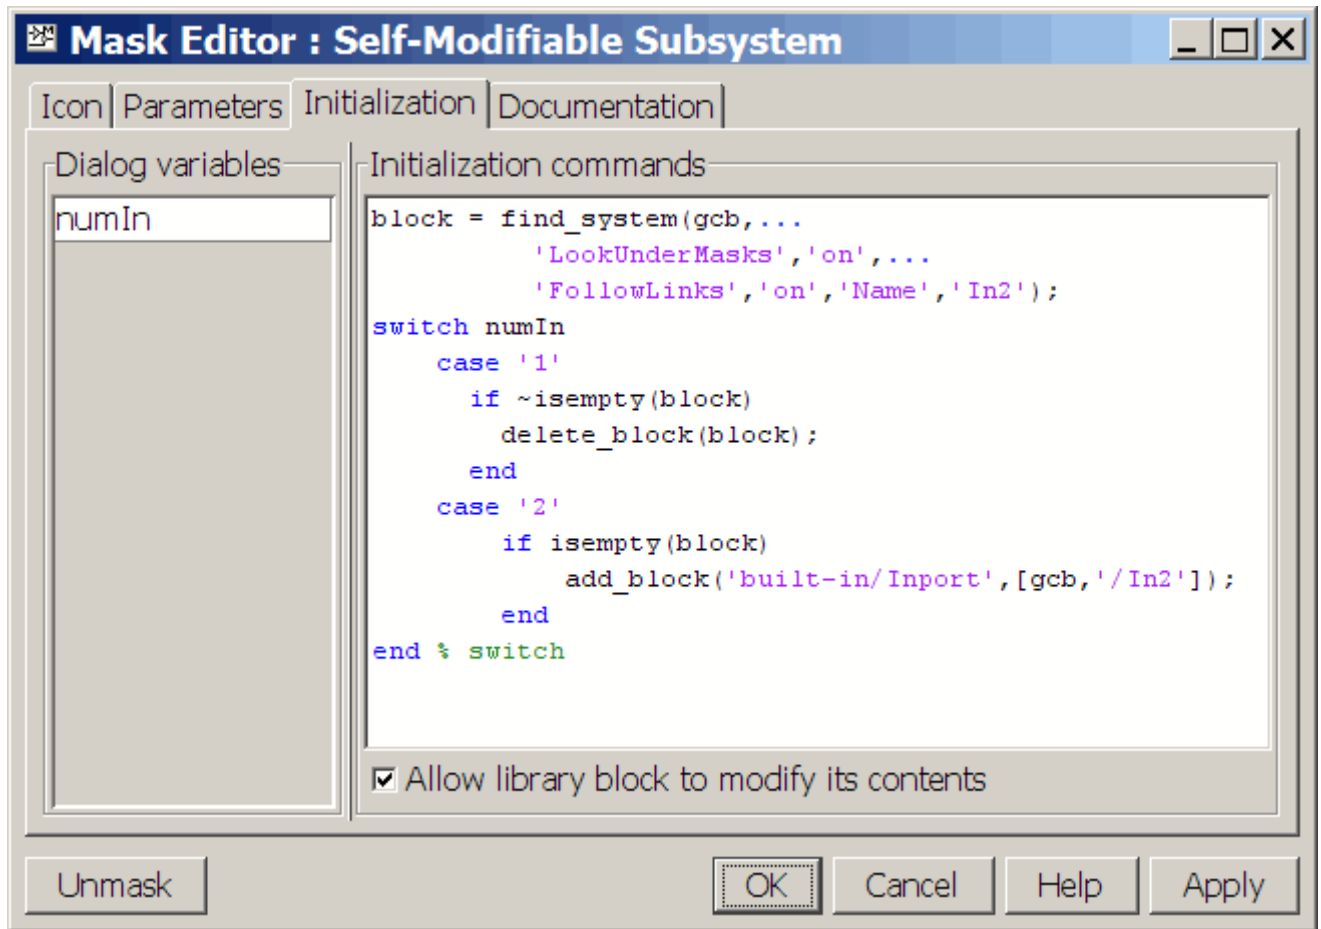 Mask Editor : Self-Modifiable Subsystem
Icon Parameters Initialization Documentation
Dialog variables
numIn
Initialization commands
block = find_system(gcb,...
'LookUnderMasks','on',...
'FollowLinks','on','Name','In2');
switch numIn
case '1'
if ~isempty(block)
delete_block(block);
end
case '2'
if isempty(block)
add_block('built-in/Inport',[gcb,'/In2']);
end
end % switch
Allow library block to modify its contents
Unmask OK Cancel Help Apply